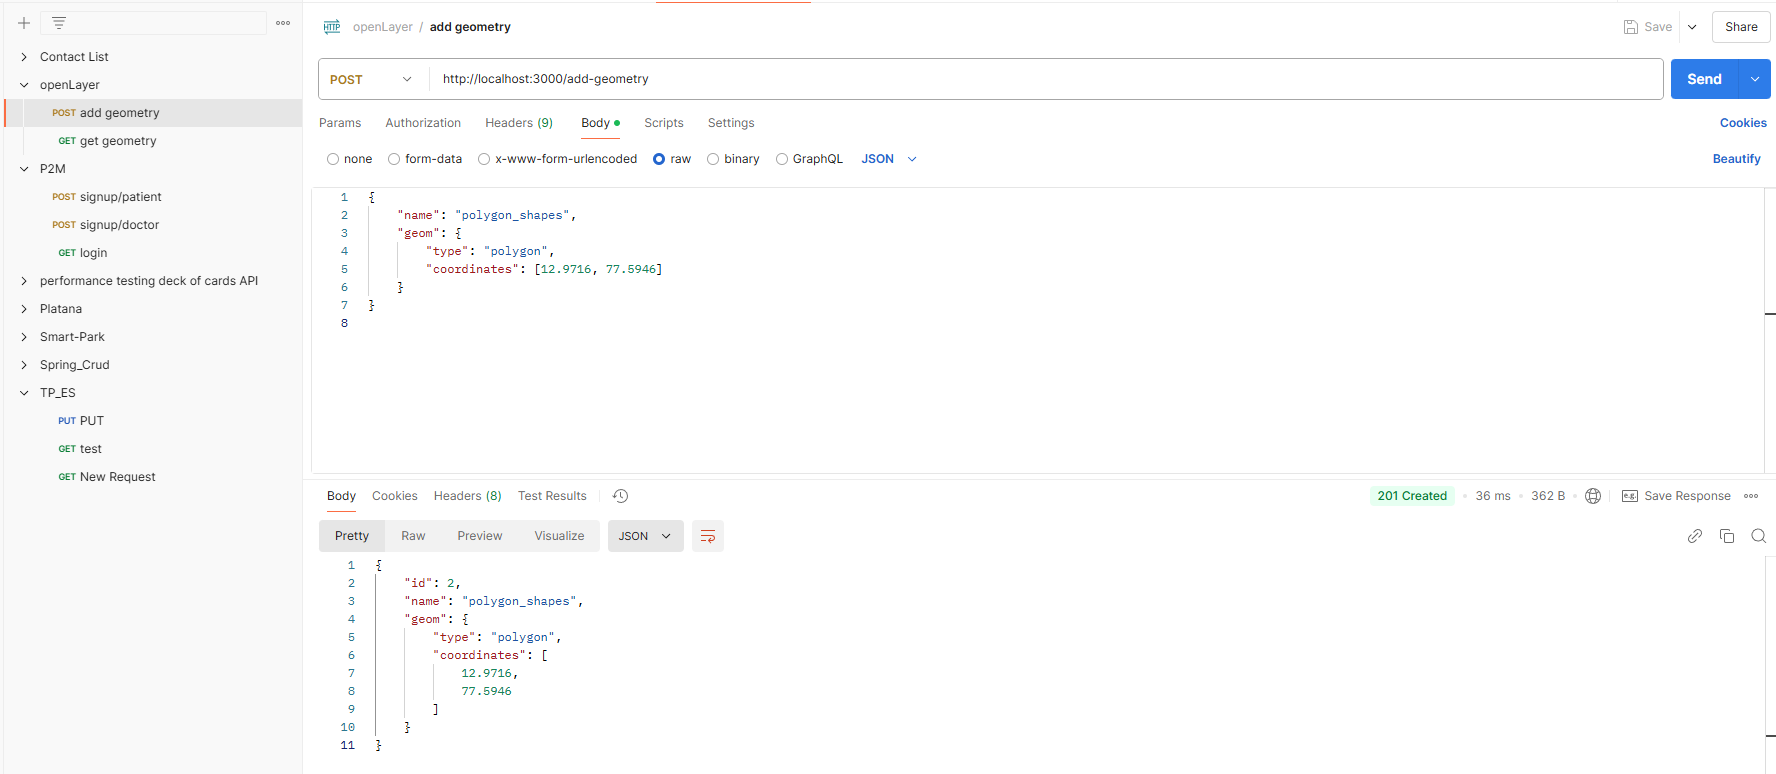 Contact List
openLayer
POST add geometry
GET get geometry
P2M
POST signup/patient
POST signup/doctor
GET login
performance testing deck of cards API
Platana
Smart-Park
Spring_Crud
TP_ES
PUT PUT
GET test
GET New Request
HTTP openLayer / add geometry
Save
Share
POST http://localhost:3000/add-geometry
Send
Params Authorization Headers (9) Body Scripts Settings Cookies
none form-data x-www-form-urlencoded raw binary GraphQL JSON Beautify
1 {
2 "name": "polygon_shapes",
3 "geom": {
4 "type": "polygon",
5 "coordinates": [12.9716, 77.5946]
6 }
7 }
8
Body Cookies Headers (8) Test Results 201 Created 36 ms 362 B e.g. Save Response
Pretty Raw Preview Visualize JSON
1 {
2 "id": 2,
3 "name": "polygon_shapes",
4 "geom": {
5 "type": "polygon",
6 "coordinates": [
7 12.9716,
8 77.5946
9 ]
10 }
11 }